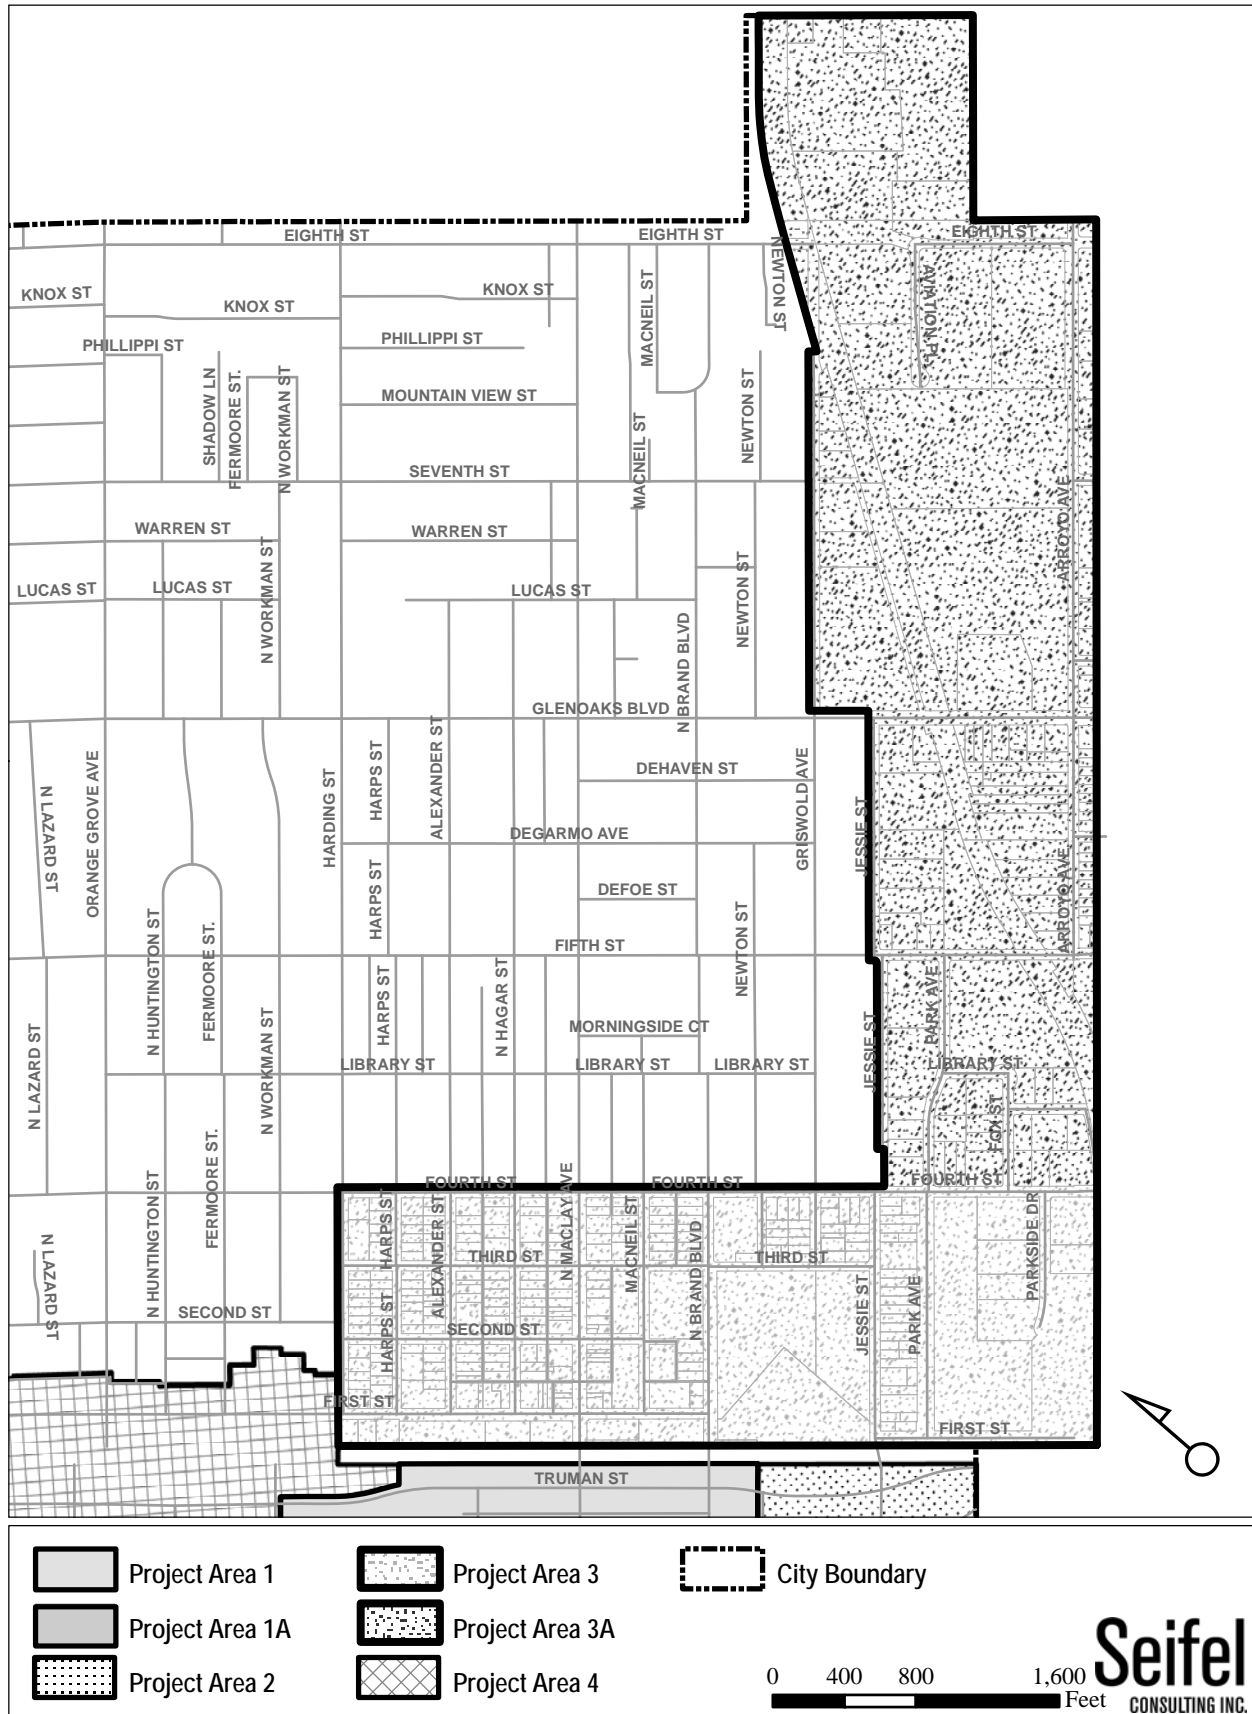 EIGHTH ST
EIGHTH ST
EIGHTH ST
NEWTON ST
AVIATION PL
KNOX ST
KNOX ST
KNOX ST
MACNEIL ST
PHILLIPPI ST
PHILLIPPI ST
SHADOW LN
FERMOORE ST.
N WORKMAN ST
MOUNTAIN VIEW ST
NEWTON ST
SEVENTH ST
MACNEIL ST
ARROYO AVE
WARREN ST
WARREN ST
N WORKMAN ST
LUCAS ST
LUCAS ST
LUCAS ST
NEWTON ST
N BRAND BLVD
GLENOAKS BLVD
N LAZARD ST
ORANGE GROVE AVE
HARDING ST
HARPS ST
ALEXANDER ST
DEHAVEN ST
GRISWOLD AVE
JESSIE ST
DEGARMO AVE
ARROYO AVE
HARPS ST
DEFOE ST
N HUNTINGTON ST
FERMOORE ST.
FIFTH ST
NEWTON ST
N LAZARD ST
N WORKMAN ST
HARPS ST
N HAGAR ST
MORNINGSIDE CT
JESSIE ST
PARK AVE
LIBRARY ST
LIBRARY ST
LIBRARY ST
LIBRARY ST
FOX ST
N HUNTINGTON ST
FERMOORE ST.
FOURTH ST
FOURTH ST
FOURTH ST
N LAZARD ST
HARPS ST
ALEXANDER ST
THIRD ST
N MACLAY AVE
MACNEIL ST
N BRAND BLVD
THIRD ST
JESSIE ST
PARK AVE
PARKSIDE DR
SECOND ST
HARPS ST
SECOND ST
FIRST ST
FIRST ST
TRUMAN ST
Project Area 1
Project Area 1A
Project Area 2
Project Area 3
Project Area 3A
Project Area 4
City Boundary
0 400 800 1,600
Feet
Seifel
CONSULTING INC.